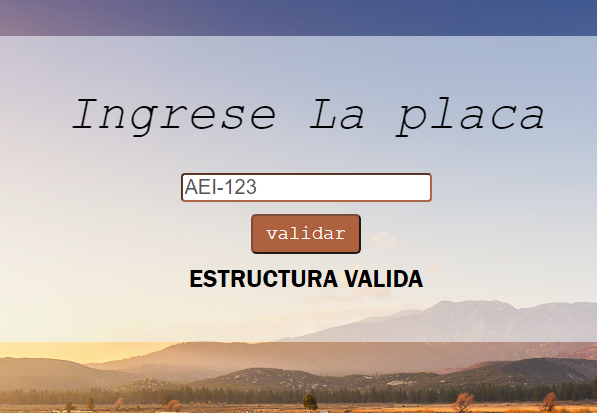 Ingrese La placa
AEI-123
validar
ESTRUCTURA VALIDA